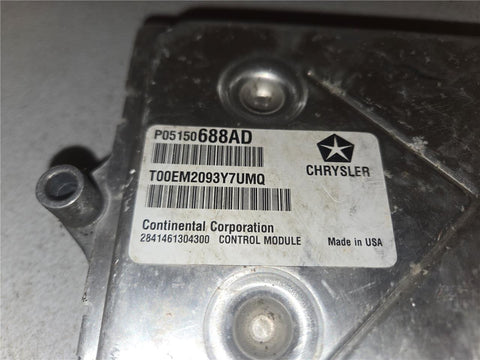 P05150688AD
CHRYSLER
T00EM2093Y7UMQ
Continental Corporation
2841461304300 CONTROL MODULE Made in USA